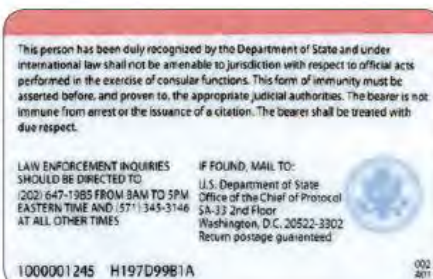 This person has been duly recognized by the Department of State and under
international law shall not be amenable to jurisdiction with respect to official acts
performed in the exercise of consular functions. This form of immunity must be
asserted before, and proven to, the appropriate judicial authorities. The bearer is not
immune from arrest or the issuance of a citation. The bearer shall be treated with
due respect.
LAW ENFORCEMENT INQUIRIES
SHOULD BE DIRECTED TO
(202) 647-1985 FROM 8AM TO 5PM
EASTERN TIME AND (571) 345-3146
AT ALL OTHER TIMES
IF FOUND, MAIL TO:
U.S. Department of State
Office of the Chief of Protocol
SA-33 2nd Floor
Washington, D.C. 20522-3302
Return postage guaranteed
1000001245 H197D99B1A
002